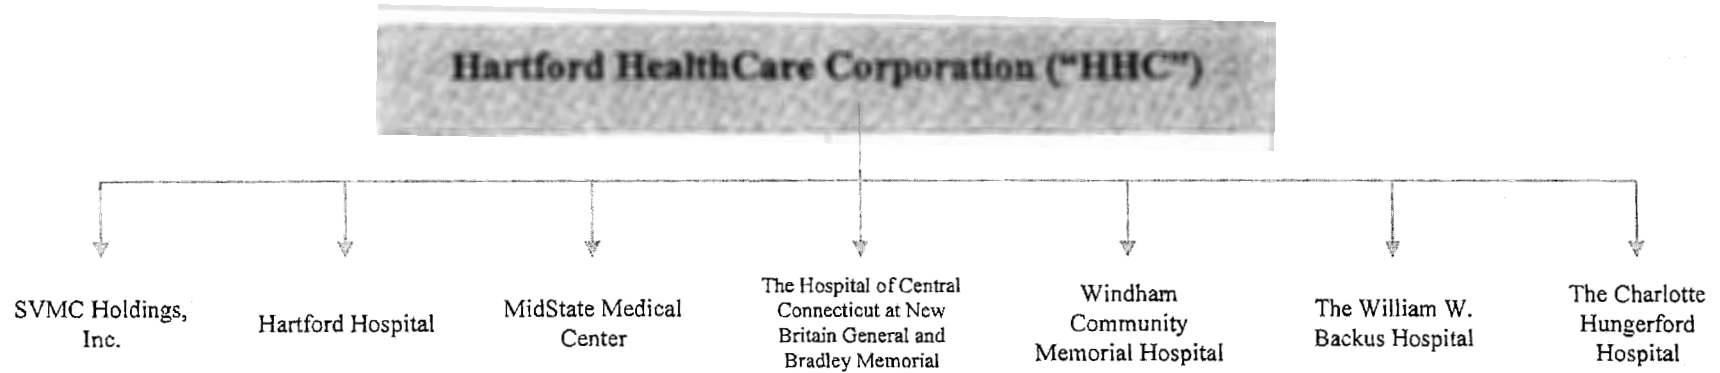 Hartford HealthCare Corporation ("HHC")
SVMC Holdings,
Inc.
Hartford Hospital
MidState Medical
Center
The Hospital of Central
Connecticut at New
Britain General and
Bradley Memorial
Windham
Community
Memorial Hospital
The William W.
Backus Hospital
The Charlotte
Hungerford
Hospital